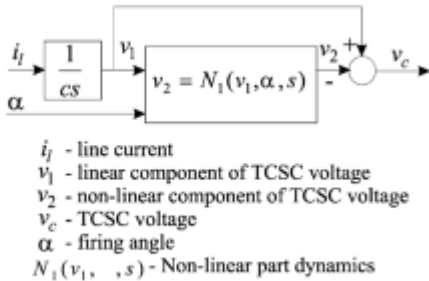 i_l
1
cs
v_1
v_2 = N_1(v_1,α,s)
v_2
+
-
v_c
α
i_l - line current
v_1 - linear component of TCSC voltage
v_2 - non-linear component of TCSC voltage
v_c - TCSC voltage
α - firing angle
N_1(v_1, ,s) - Non-linear part dynamics